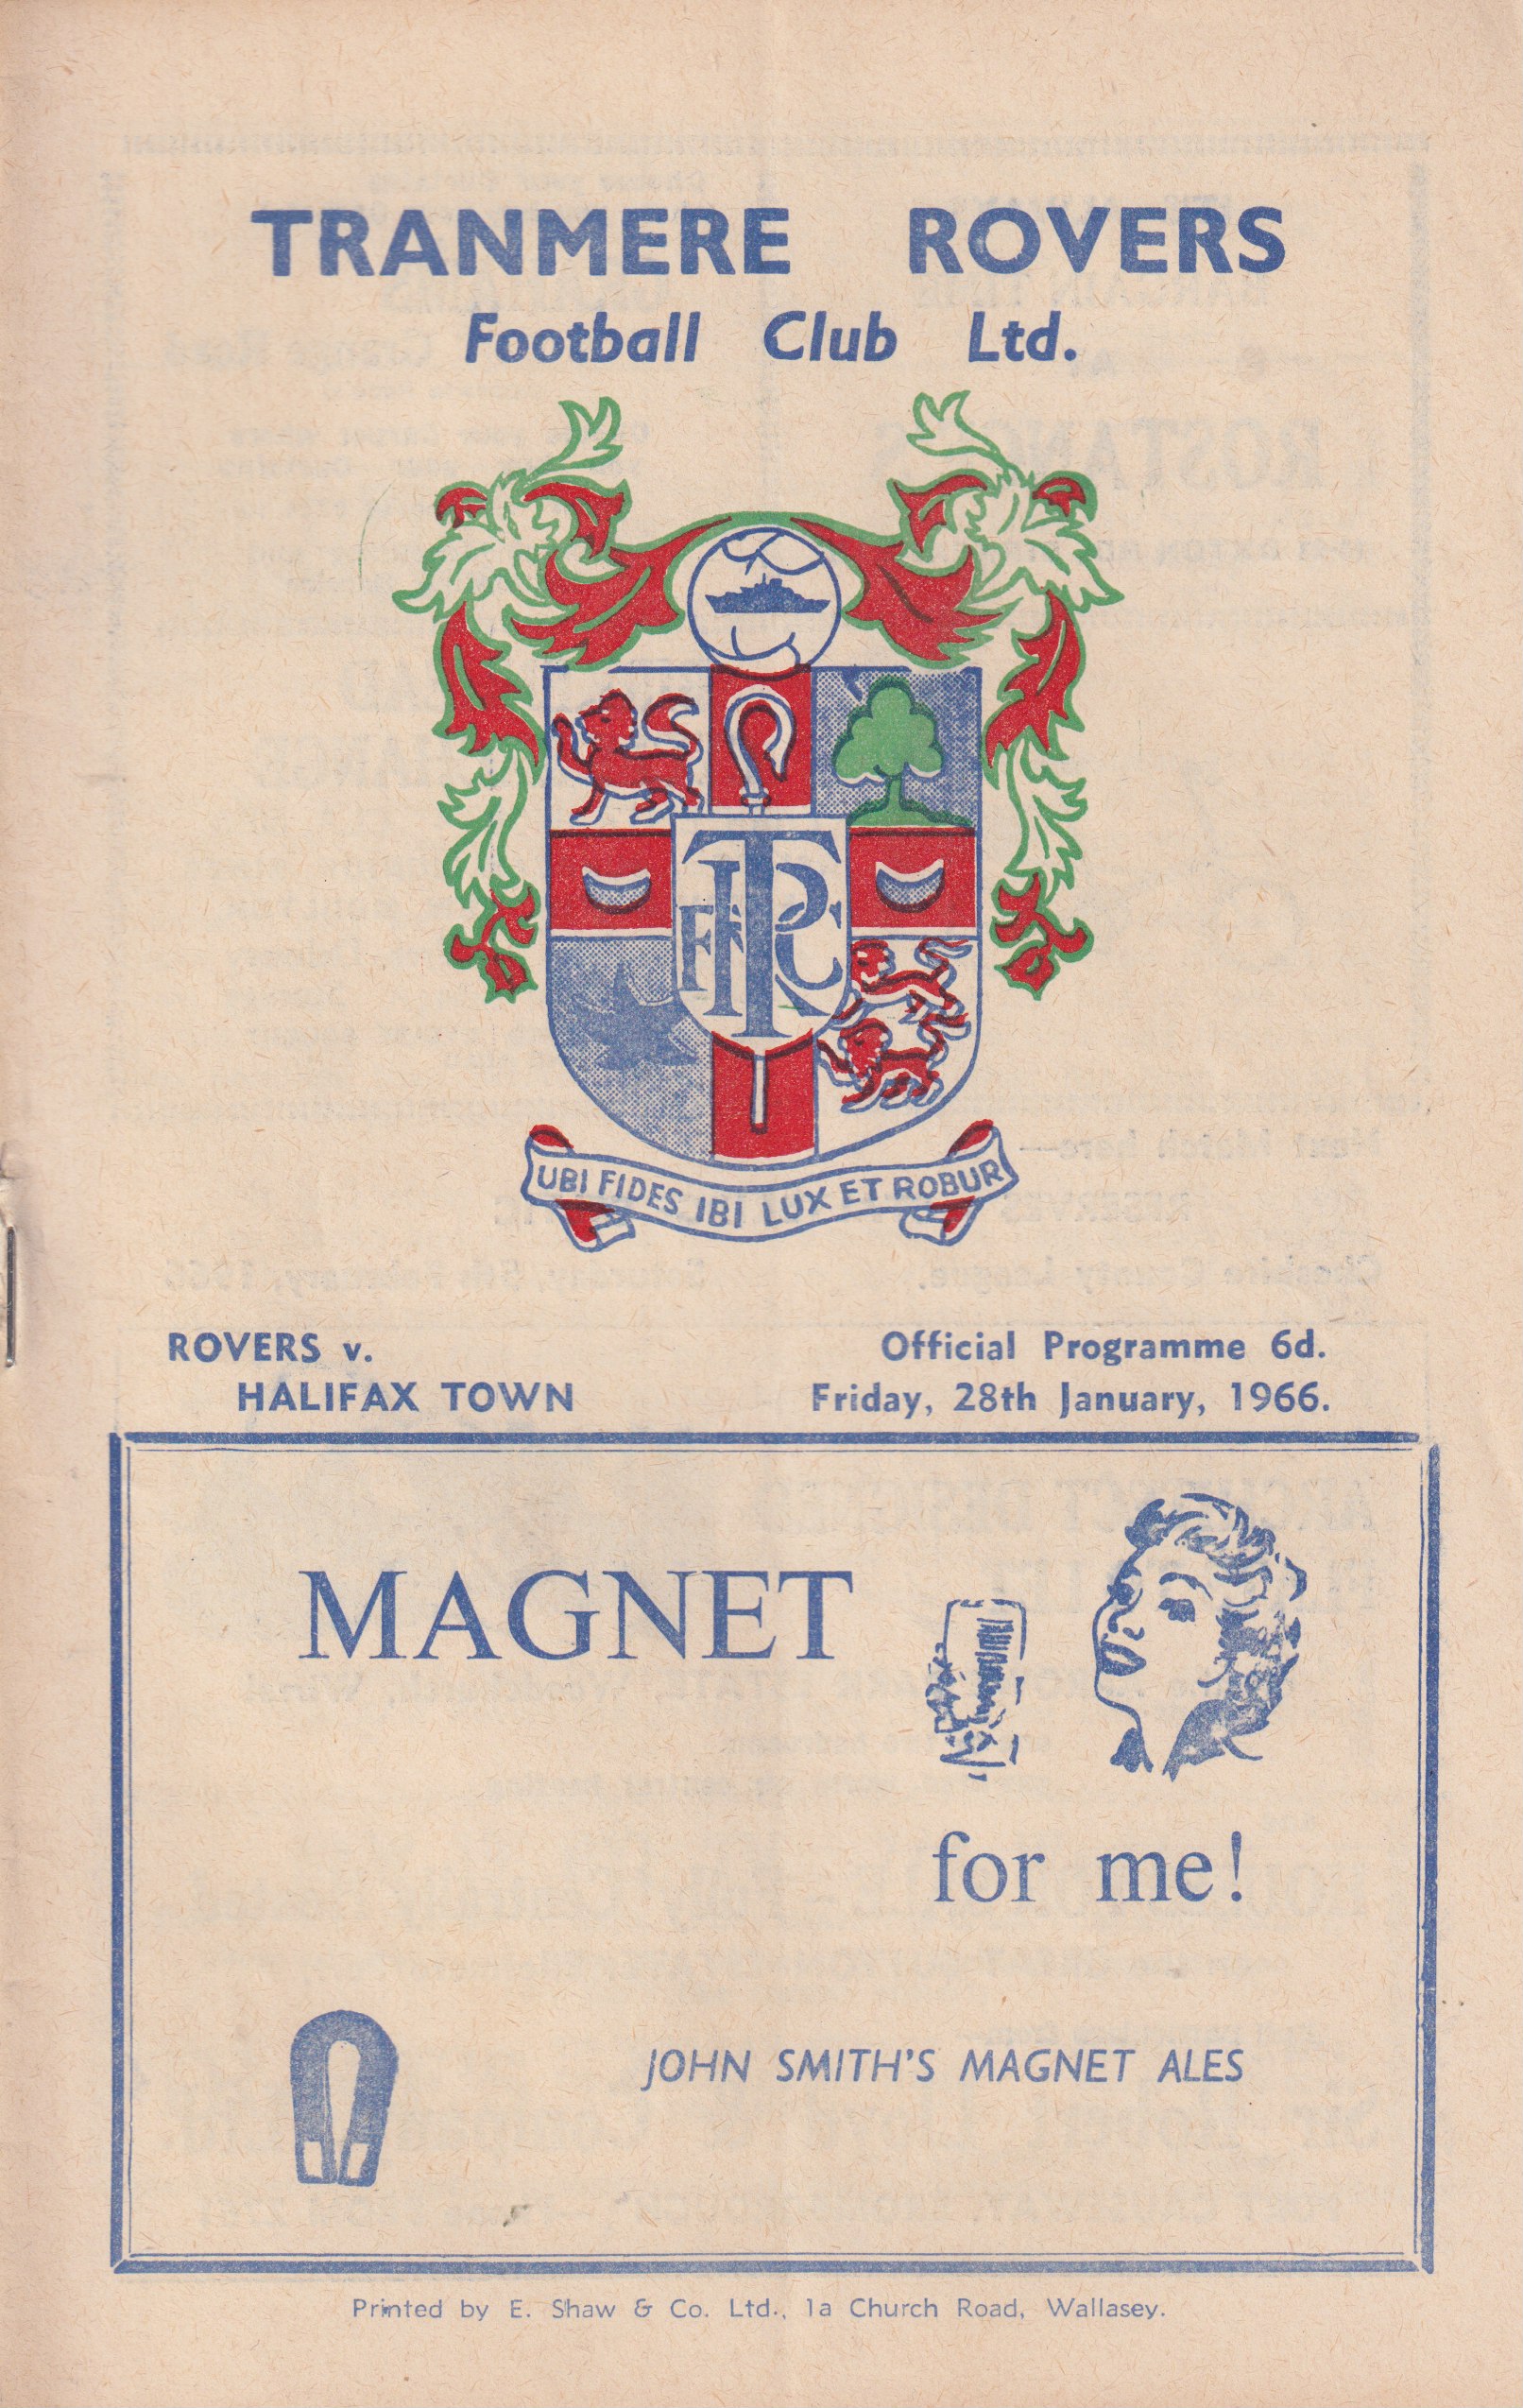 TRANMERE ROVERS
Football Club Ltd.
TRFC
UBI FIDES IBI LUX ET ROBUR
ROVERS v.
HALIFAX TOWN
Official Programme 6d.
Friday, 28th January, 1966.
MAGNET
for me!
JOHN SMITH'S MAGNET ALES
Printed by E. Shaw & Co. Ltd., 1a Church Road, Wallasey.